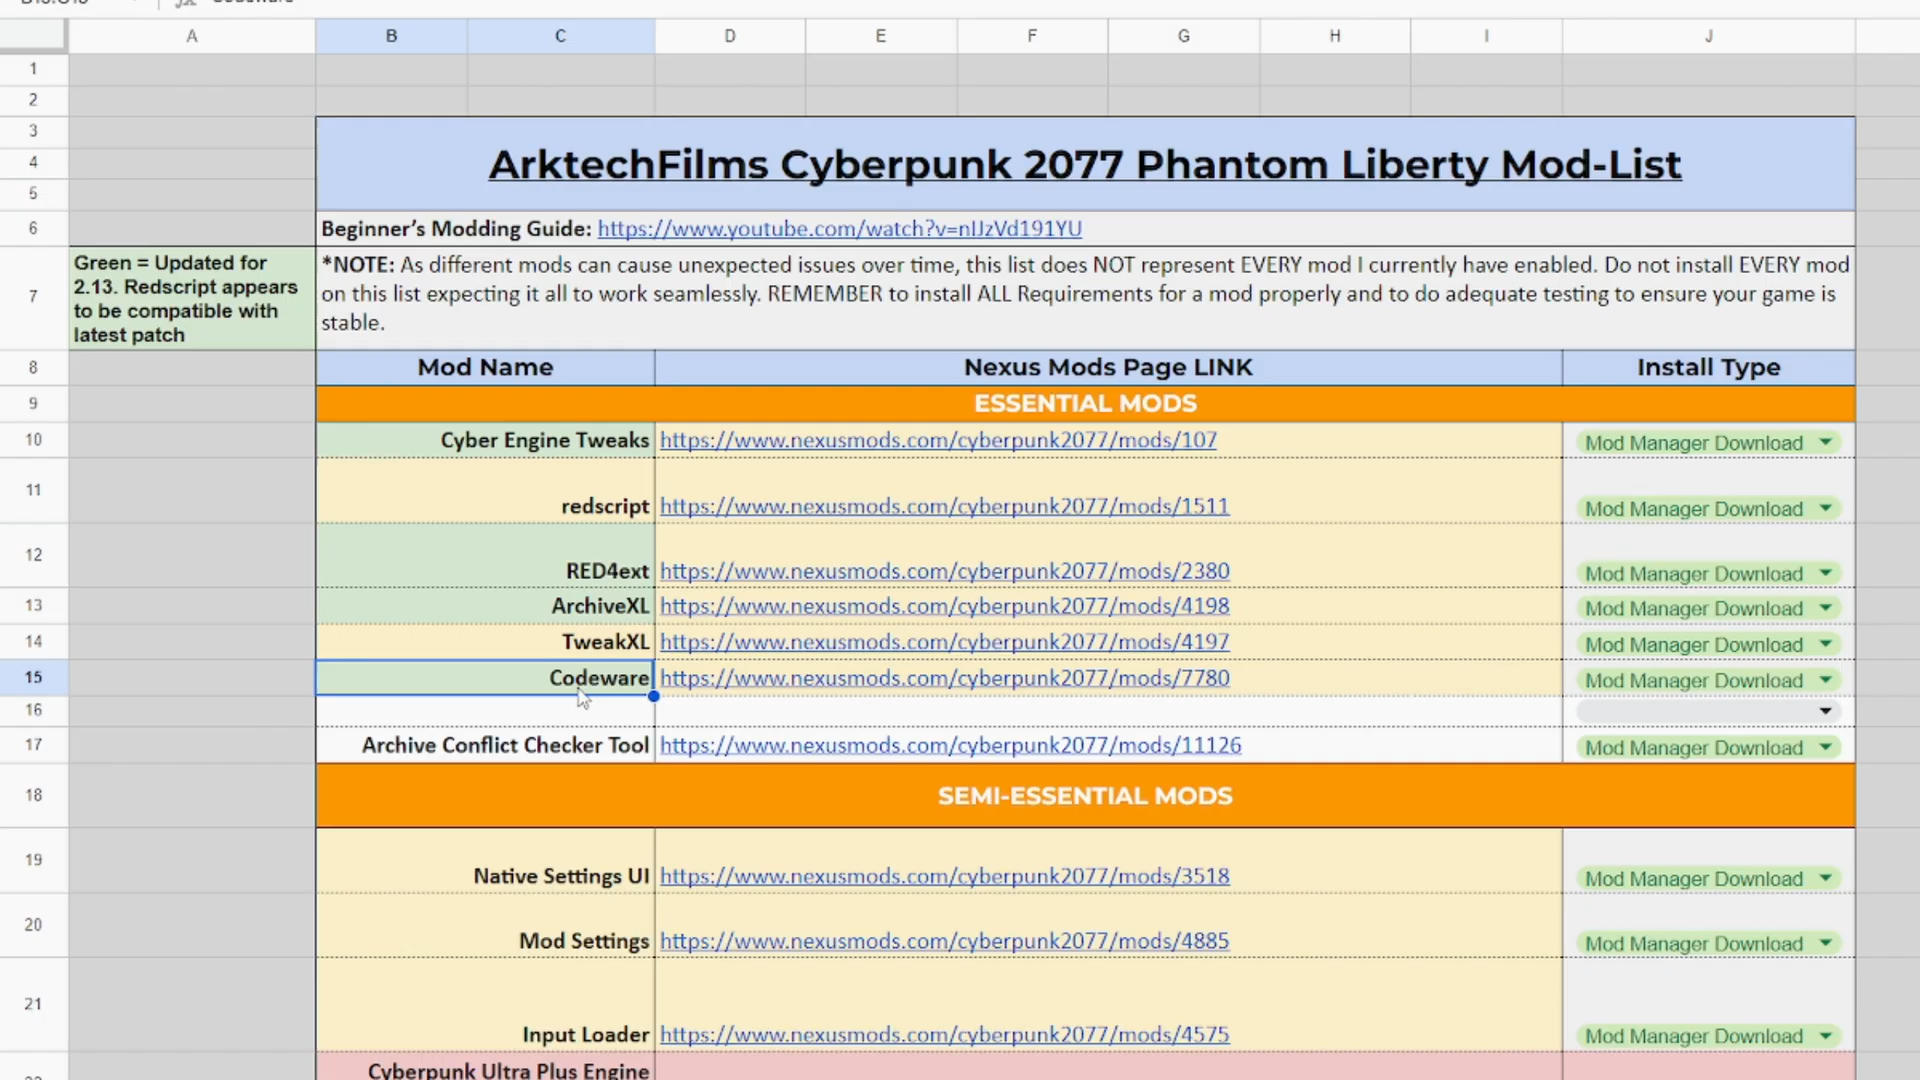 A B C D E F G H I J
1
2
3
4 ArktechFilms Cyberpunk 2077 Phantom Liberty Mod-List
5
6 Beginner’s Modding Guide: https://www.youtube.com/watch?v=nIJzVd191YU
7
Green = Updated for
2.13. Redscript appears
to be compatible with
latest patch
*NOTE: As different mods can cause unexpected issues over time, this list does NOT represent EVERY mod I currently have enabled. Do not install EVERY mod
on this list expecting it all to work seamlessly. REMEMBER to install ALL Requirements for a mod properly and to do adequate testing to ensure your game is
stable.
8 Mod Name Nexus Mods Page LINK Install Type
9 ESSENTIAL MODS
10 Cyber Engine Tweaks https://www.nexusmods.com/cyberpunk2077/mods/107 Mod Manager Download
11 redscript https://www.nexusmods.com/cyberpunk2077/mods/1511 Mod Manager Download
12 RED4ext https://www.nexusmods.com/cyberpunk2077/mods/2380 Mod Manager Download
13 ArchiveXL https://www.nexusmods.com/cyberpunk2077/mods/4198 Mod Manager Download
14 TweakXL https://www.nexusmods.com/cyberpunk2077/mods/4197 Mod Manager Download
15 Codeware https://www.nexusmods.com/cyberpunk2077/mods/7780 Mod Manager Download
16
17 Archive Conflict Checker Tool https://www.nexusmods.com/cyberpunk2077/mods/11126 Mod Manager Download
18 SEMI-ESSENTIAL MODS
19 Native Settings UI https://www.nexusmods.com/cyberpunk2077/mods/3518 Mod Manager Download
20 Mod Settings https://www.nexusmods.com/cyberpunk2077/mods/4885 Mod Manager Download
21 Input Loader https://www.nexusmods.com/cyberpunk2077/mods/4575 Mod Manager Download
Cyberpunk Ultra Plus Engine